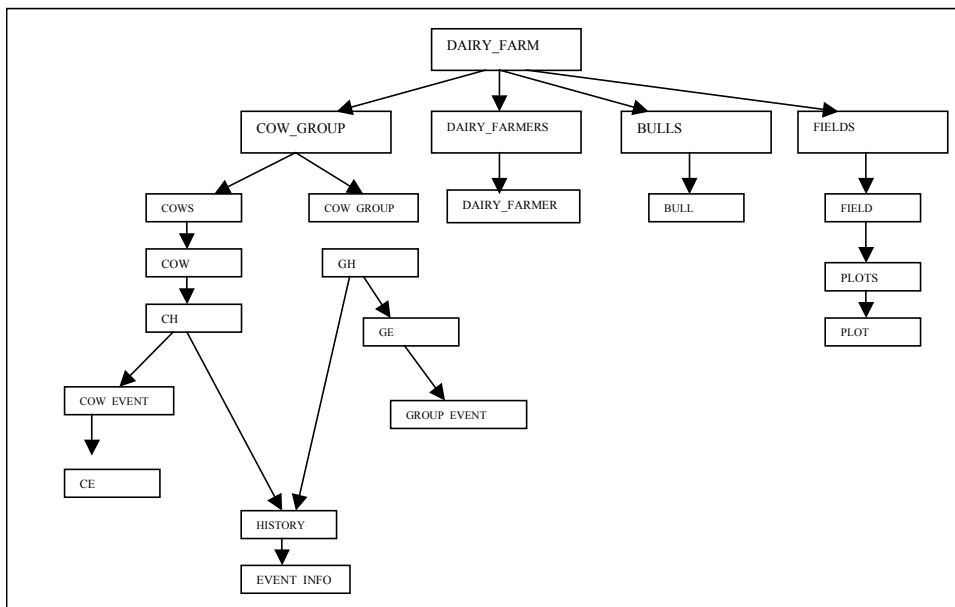 DAIRY_FARM
COW_GROUP
DAIRY_FARMERS
BULLS
FIELDS
COWS
COW GROUP
DAIRY_FARMER
BULL
FIELD
COW
GH
PLOTS
CH
GE
PLOT
COW EVENT
GROUP EVENT
CE
HISTORY
EVENT INFO